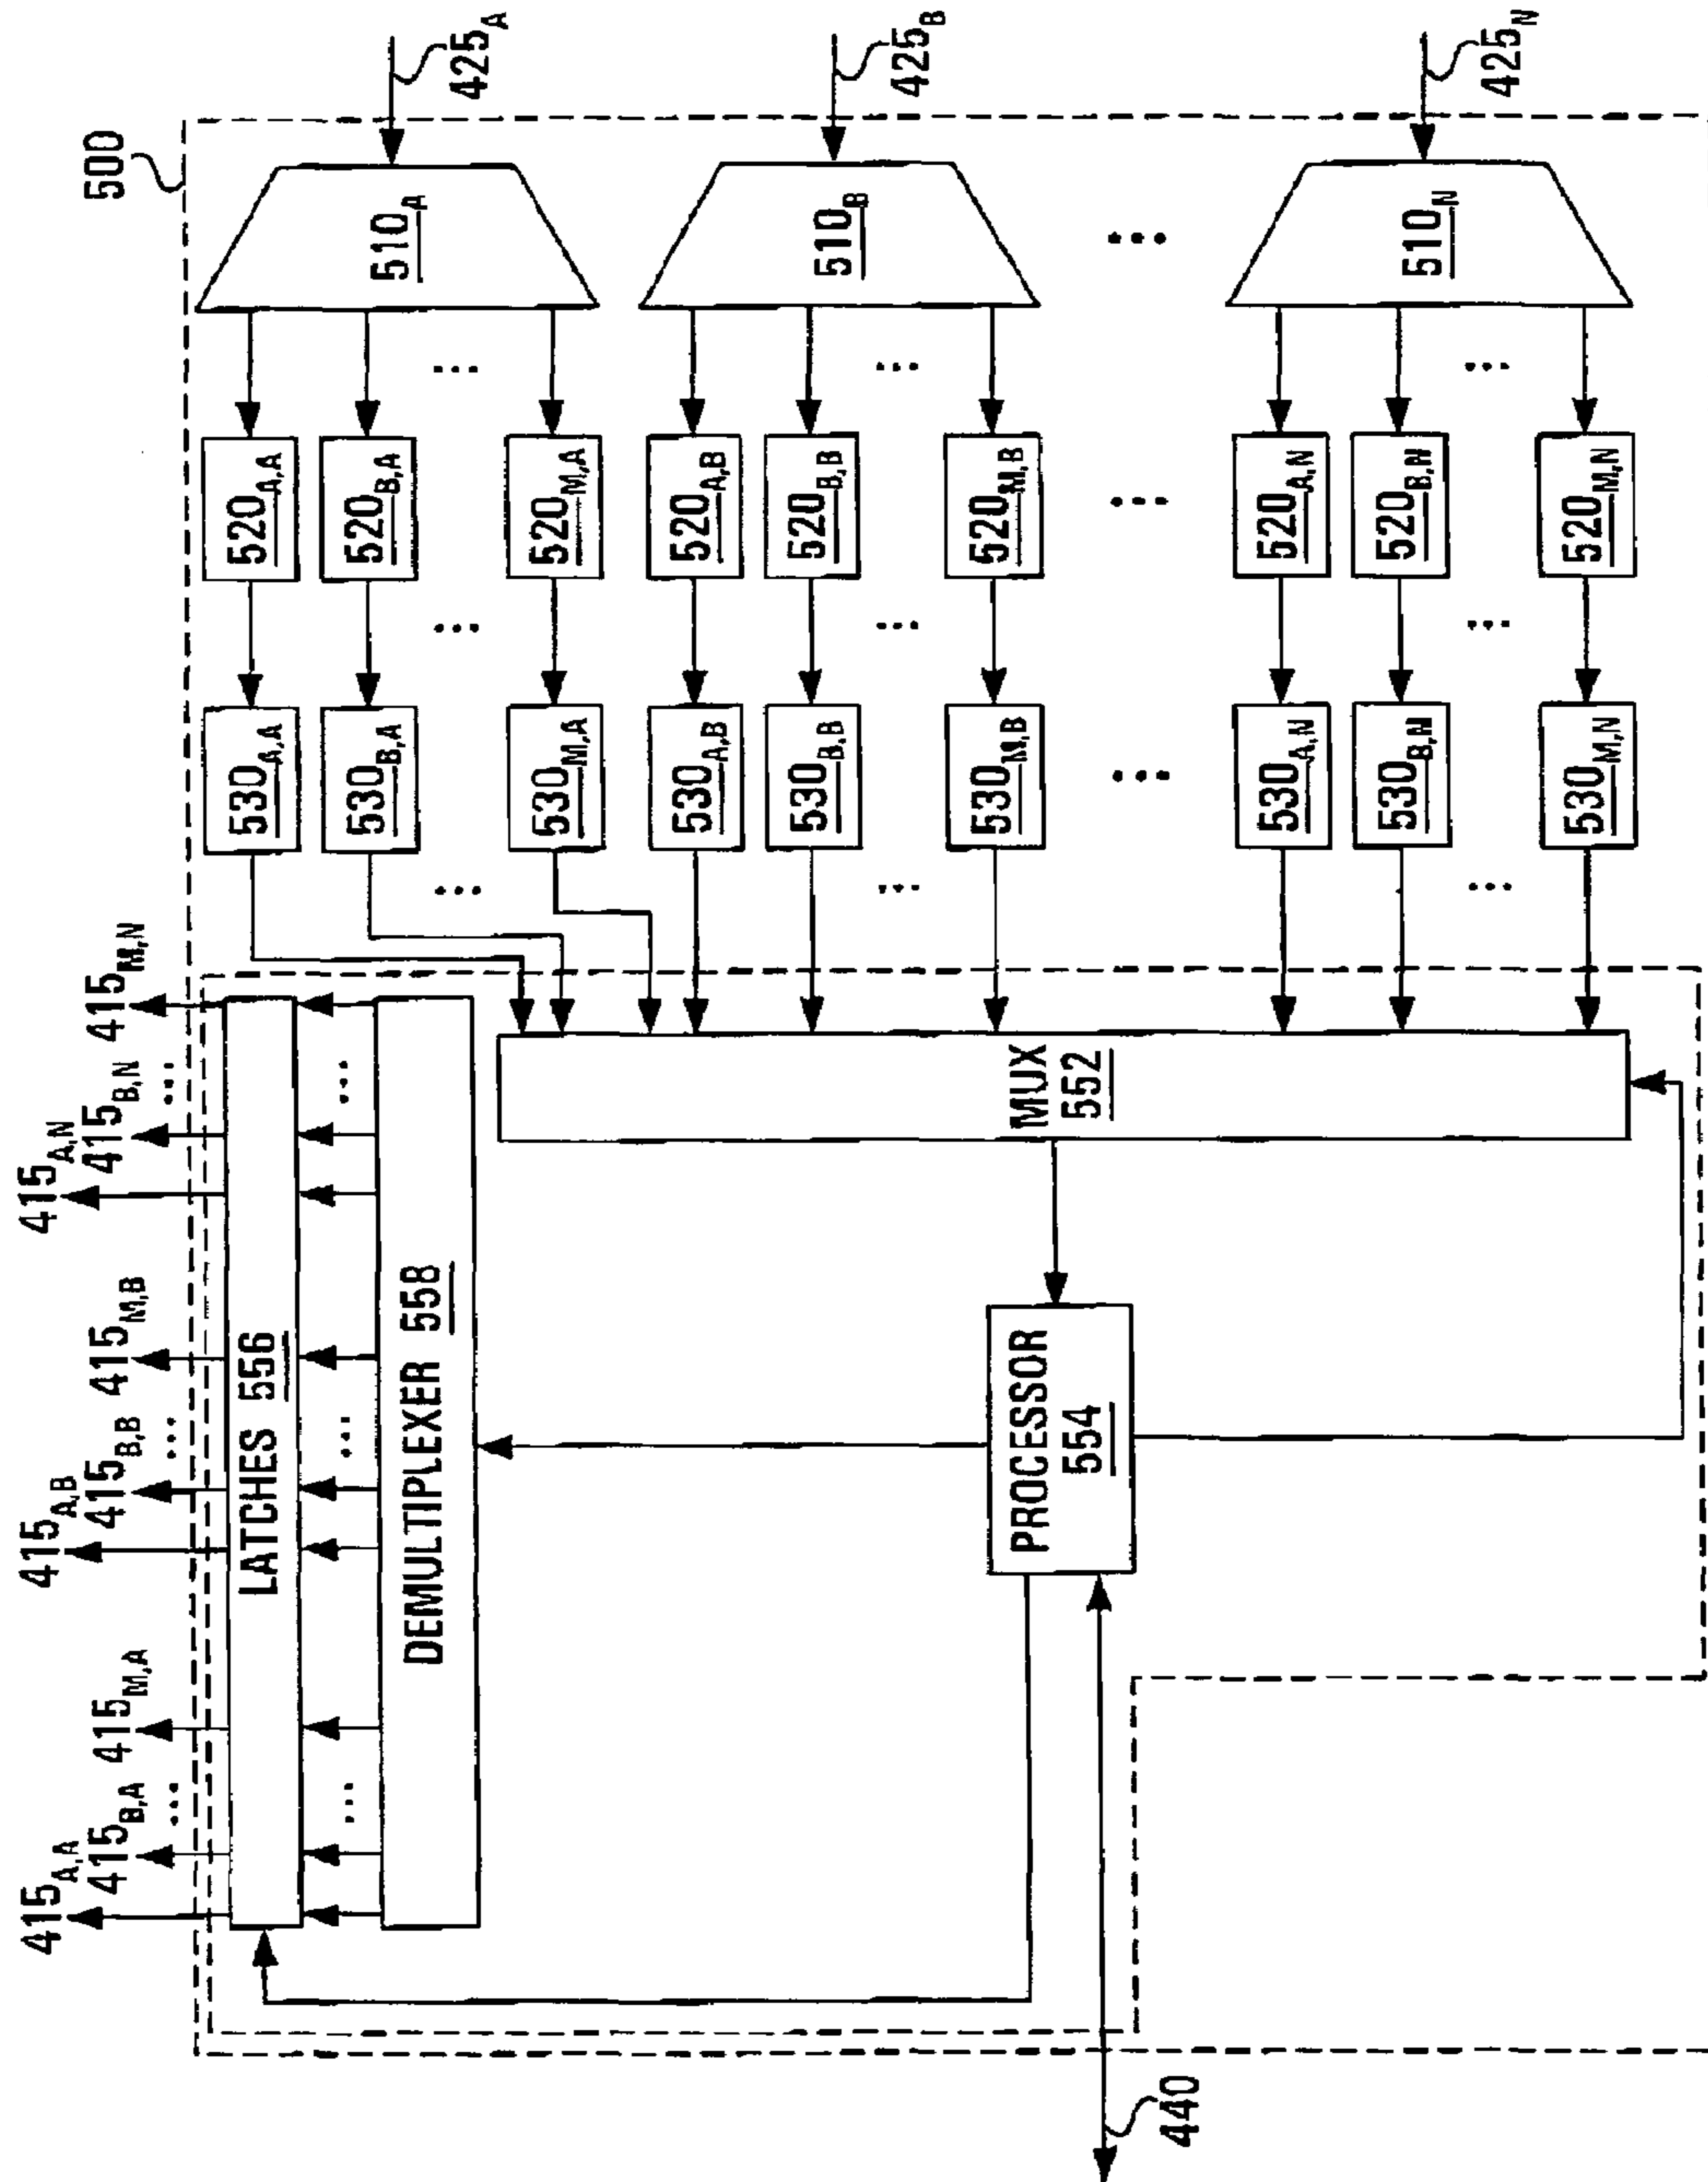 500
425A
425B
425N
510A
510B
...
510N
...
...
...
520A,A
520B,A
520M,A
520A,B
520B,B
520M,B
...
520A,N
520B,N
520M,N
...
...
...
530A,A
530B,A
530M,A
530A,B
530B,B
530M,B
...
530A,N
530B,N
530M,N
...
...
...
415A,A
415B,A
...
415M,A
415A,B
415B,B
...
415M,B
415A,N
415B,N
...
415M,N
LATCHES 556
...
...
...
DEMULTIPLEXER 558
MUX
552
PROCESSOR
554
440